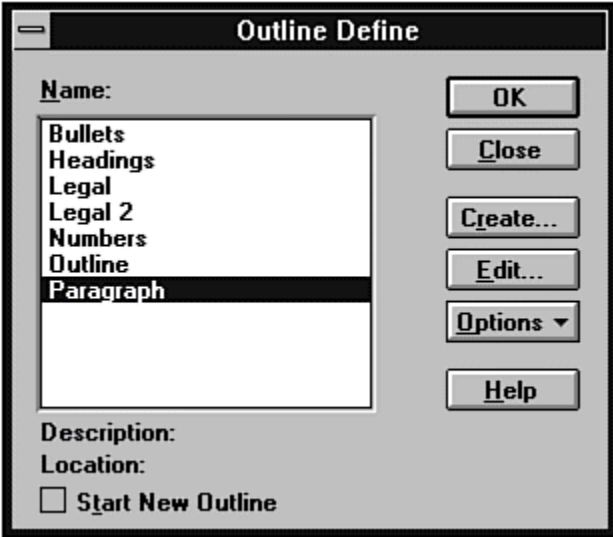 Outline Define
Name:
Bullets
Headings
Legal
Legal 2
Numbers
Outline
Paragraph
OK
Close
Create...
Edit...
Options
Help
Description:
Location:
Start New Outline